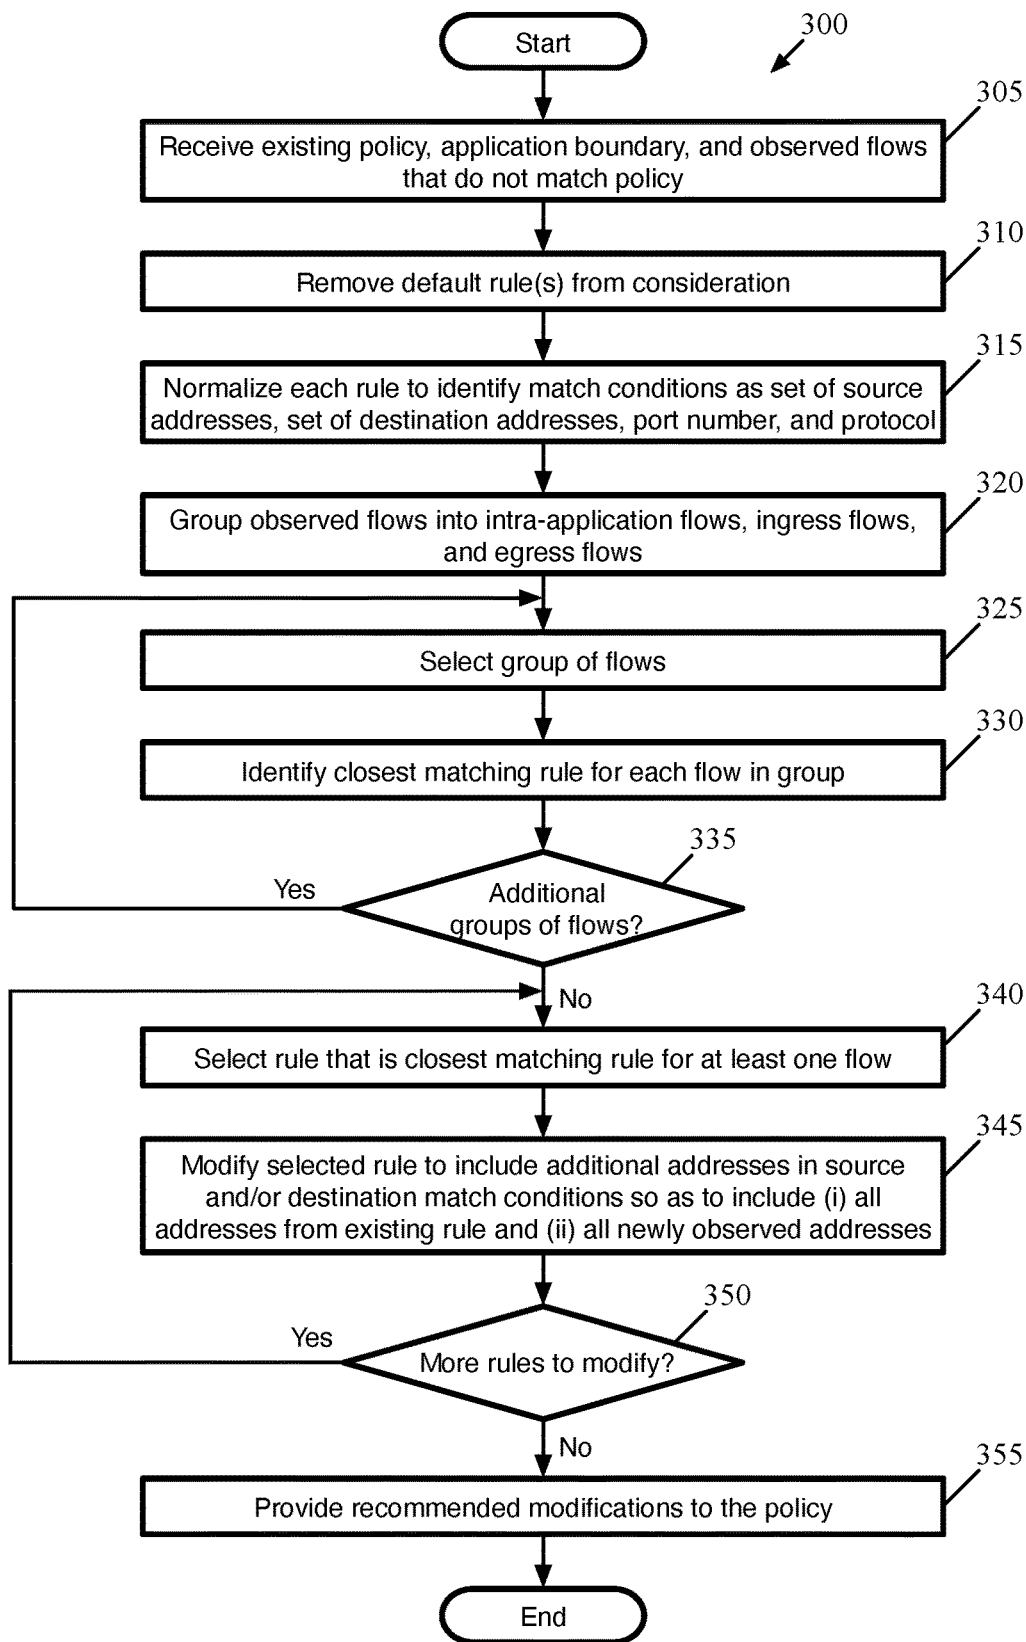 Start
300
305
Receive existing policy, application boundary, and observed flows
that do not match policy
310
Remove default rule(s) from consideration
315
Normalize each rule to identify match conditions as set of source
addresses, set of destination addresses, port number, and protocol
320
Group observed flows into intra-application flows, ingress flows,
and egress flows
325
Select group of flows
330
Identify closest matching rule for each flow in group
335
Yes
Additional
groups of flows?
No
340
Select rule that is closest matching rule for at least one flow
345
Modify selected rule to include additional addresses in source
and/or destination match conditions so as to include (i) all
addresses from existing rule and (ii) all newly observed addresses
350
Yes
More rules to modify?
No
355
Provide recommended modifications to the policy
End